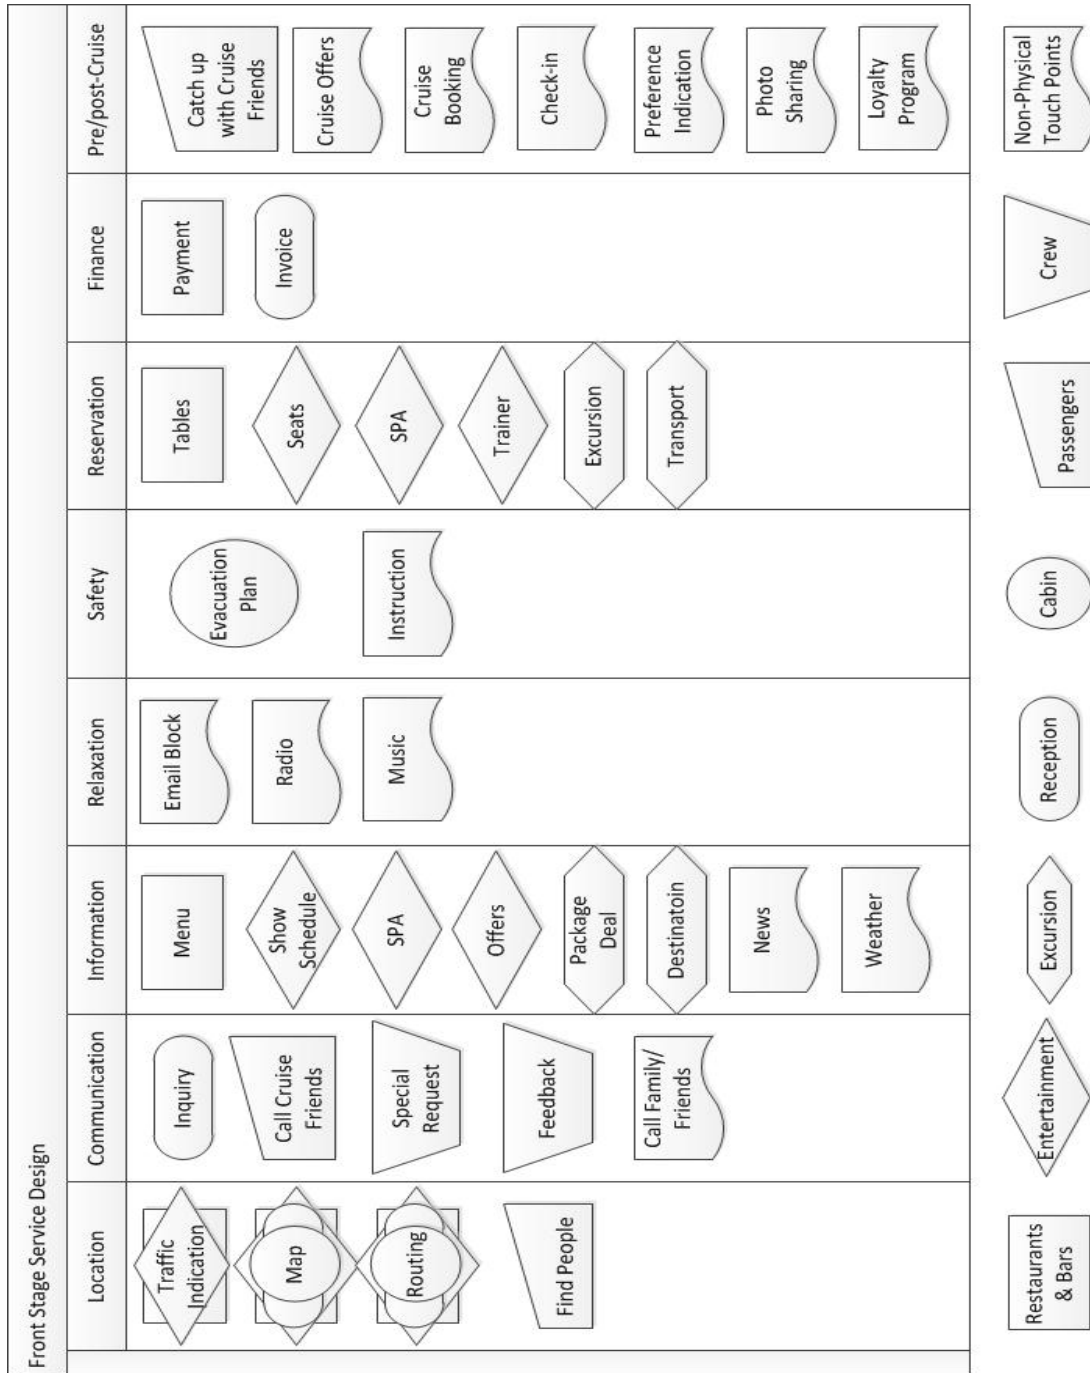 Front Stage Service Design
Location
Communication
Information
Relaxation
Safety
Reservation
Finance
Pre/post-Cruise
Traffic
Indication
Map
Routing
Find People
Inquiry
Call Cruise
Friends
Special
Request
Feedback
Call Family/
Friends
Menu
Show
Schedule
SPA
Offers
Package
Deal
Destinatoin
News
Weather
Email Block
Radio
Music
Evacuation
Plan
Instruction
Tables
Seats
SPA
Trainer
Excursion
Transport
Payment
Invoice
Catch up
with Cruise
Friends
Cruise Offers
Cruise
Booking
Check-in
Preference
Indication
Photo
Sharing
Loyalty
Program
Restaurants
& Bars
Entertainment
Excursion
Reception
Cabin
Passengers
Crew
Non-Physical
Touch Points